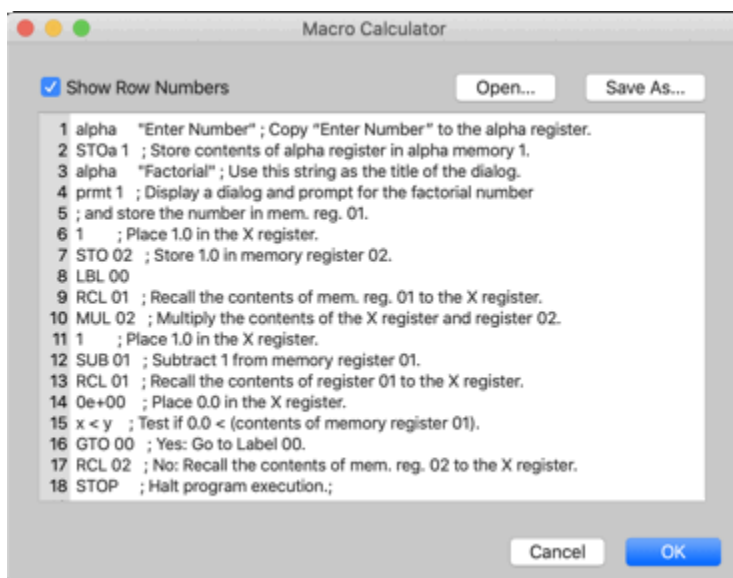 Macro Calculator
Show Row Numbers
Open...
Save As...
1 alpha "Enter Number" ; Copy "Enter Number" to the alpha register.
2 STOa 1 ; Store contents of alpha register in alpha memory 1.
3 alpha "Factorial" ; Use this string as the title of the dialog.
4 prmt 1 ; Display a dialog and prompt for the factorial number
5 ; and store the number in mem. reg. 01.
6 1 ; Place 1.0 in the X register.
7 STO 02 ; Store 1.0 in memory register 02.
8 LBL 00
9 RCL 01 ; Recall the contents of mem. reg. 01 to the X register.
10 MUL 02 ; Multiply the contents of the X register and register 02.
11 1 ; Place 1.0 in the X register.
12 SUB 01 ; Subtract 1 from memory register 01.
13 RCL 01 ; Recall the contents of register 01 to the X register.
14 0e+00 ; Place 0.0 in the X register.
15 x < y ; Test if 0.0 < (contents of memory register 01).
16 GTO 00 ; Yes: Go to Label 00.
17 RCL 02 ; No: Recall the contents of mem. reg. 02 to the X register.
18 STOP ; Halt program execution.;
Cancel
OK